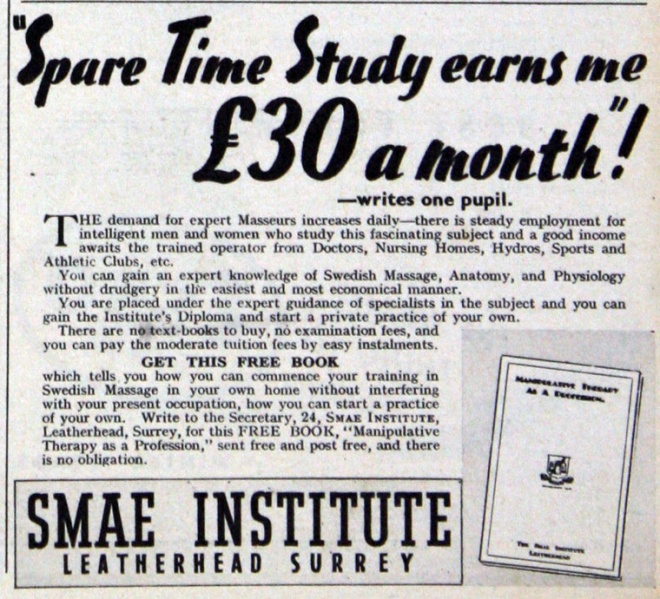 "Spare Time Study earns me
£30 a month"!
—writes one pupil.
THE demand for expert Masseurs increases daily—there is steady employment for
intelligent men and women who study this fascinating subject and a good income
awaits the trained operator from Doctors, Nursing Homes, Hydros, Sports and
Athletic Clubs, etc.
You can gain an expert knowledge of Swedish Massage, Anatomy, and Physiology
without drudgery in the easiest and most economical manner.
You are placed under the expert guidance of specialists in the subject and you can
gain the Institute's Diploma and start a private practice of your own.
There are no text-books to buy, no examination fees, and
you can pay the moderate tuition fees by easy instalments.
GET THIS FREE BOOK
which tells you how you can commence your training in
Swedish Massage in your own home without interfering
with your present occupation, how you can start a practice
of your own. Write to the Secretary, 24, SMAE INSTITUTE,
Leatherhead, Surrey, for this FREE BOOK, "Manipulative
Therapy as a Profession," sent free and post free, and there
is no obligation.
MANIPULATIVE THERAPY
AS A PROFESSION.
THE SMAE INSTITUTE
LEATHERHEAD
SMAE INSTITUTE
LEATHERHEAD SURREY